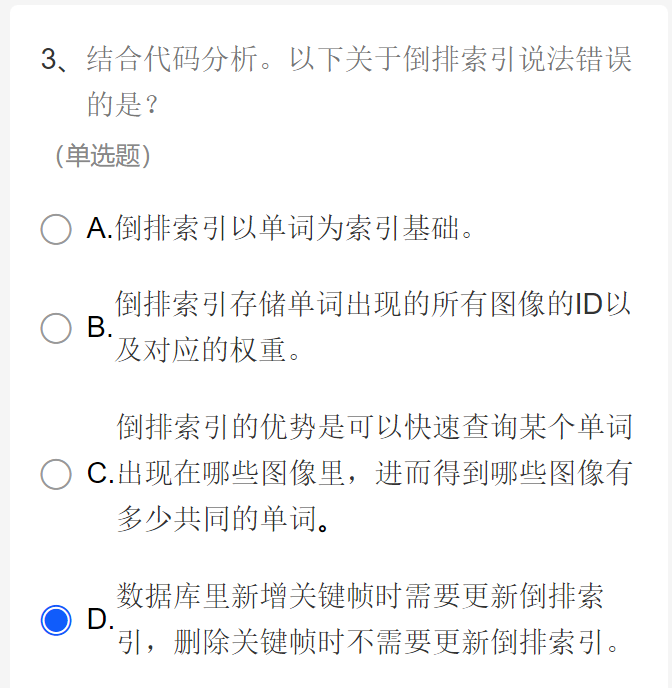 3、结合代码分析。以下关于倒排索引说法错误
的是？
（单选题）
A.倒排索引以单词为索引基础。
倒排索引存储单词出现的所有图像的ID以
B.
及对应的权重。
倒排索引的优势是可以快速查询某个单词
C.出现在哪些图像里，进而得到哪些图像有
多少共同的单词。
数据库里新增关键帧时需要更新倒排索
D.
引，删除关键帧时不需要更新倒排索引。